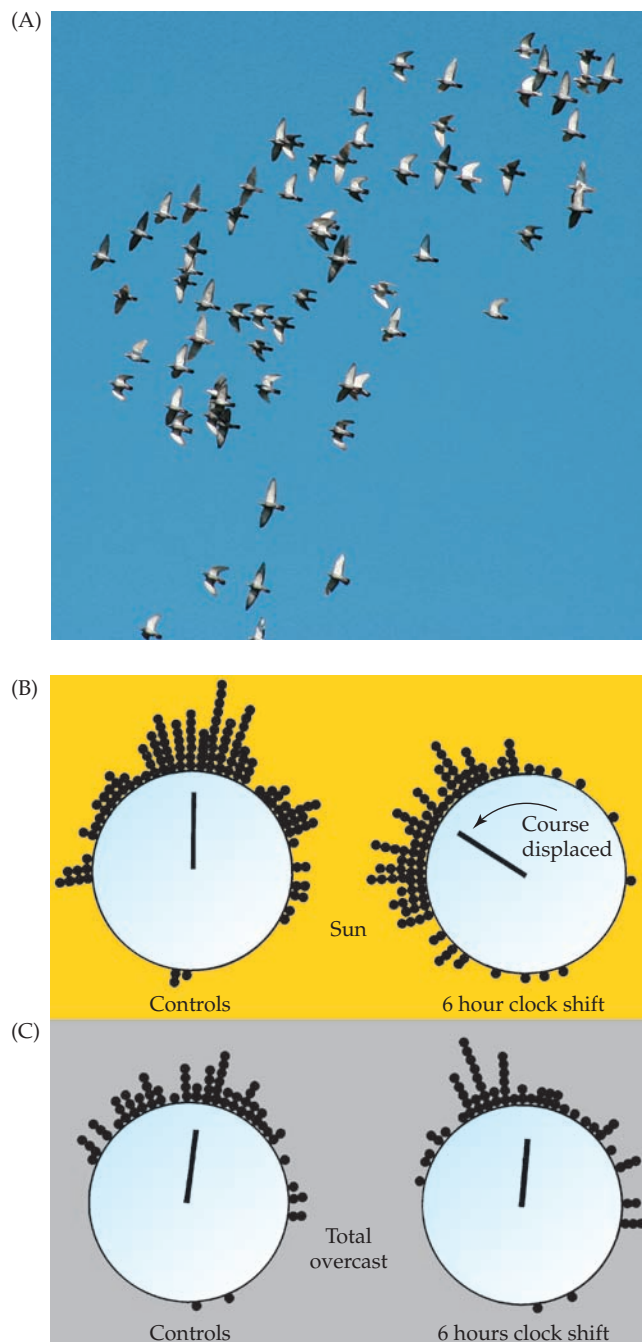 (A)
(B)
Course
displaced
Sun
Controls
6 hour clock shift
(C)
Total
overcast
Controls
6 hours clock shift